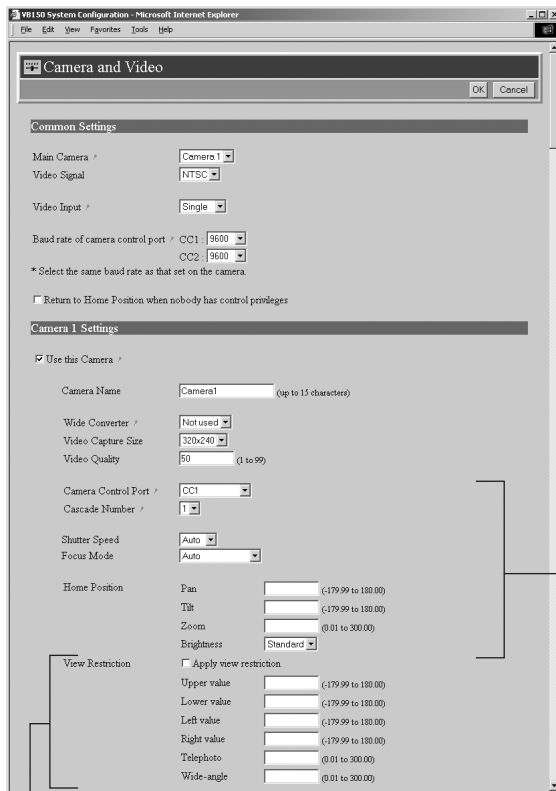 VB150 System Configuration - Microsoft Internet Explorer
File Edit View Favorites Tools Help
Camera and Video
OK Cancel
Common Settings
Main Camera Camera 1
Video Signal NTSC
Video Input Single
Baud rate of camera control port CC1 : 9600
CC2 : 9600
* Select the same baud rate as that set on the camera.
Return to Home Position when nobody has control privileges
Camera 1 Settings
Use this Camera
Camera Name Camera1 (up to 15 characters)
Wide Converter Not used
Video Capture Size 320x240
Video Quality 50 (1 to 99)
Camera Control Port CC1
Cascade Number 1
Shutter Speed Auto
Focus Mode Auto
Home Position Pan (-179.99 to 180.00)
Tilt (-179.99 to 180.00)
Zoom (0.01 to 300.00)
Brightness Standard
View Restriction Apply view restriction
Upper value (-179.99 to 180.00)
Lower value (-179.99 to 180.00)
Left value (-179.99 to 180.00)
Right value (-179.99 to 180.00)
Telephoto (0.01 to 300.00)
Wide-angle (0.01 to 300.00)